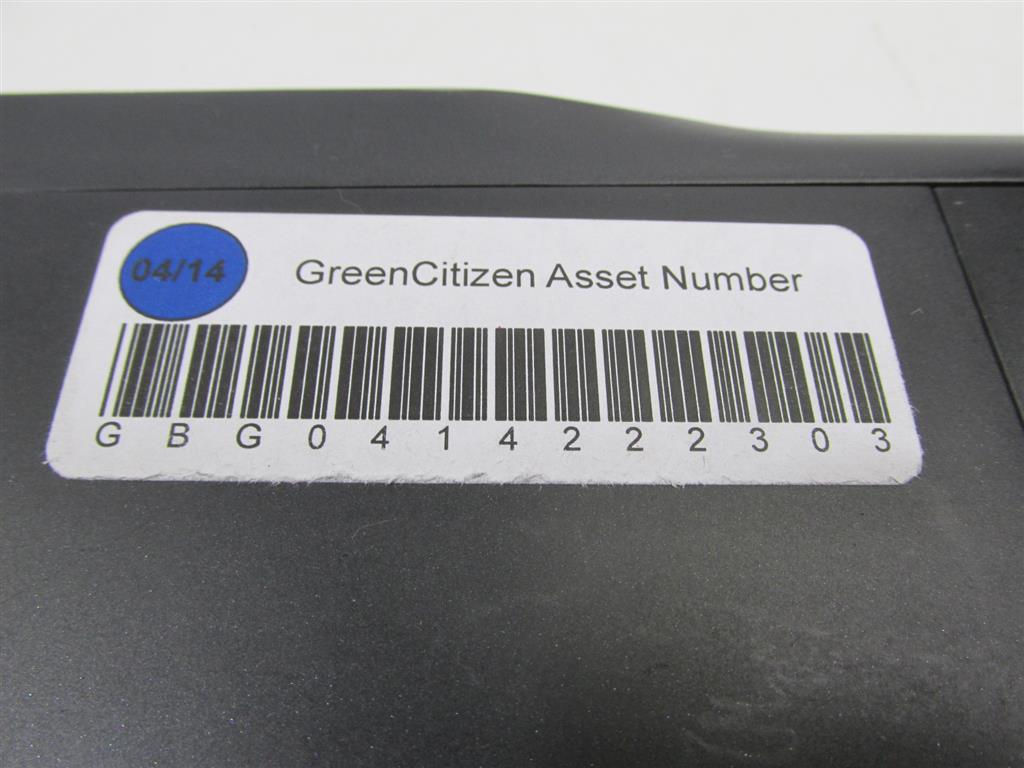 04/14 GreenCitizen Asset Number
G B G 0 4 1 4 2 2 2 3 0 3